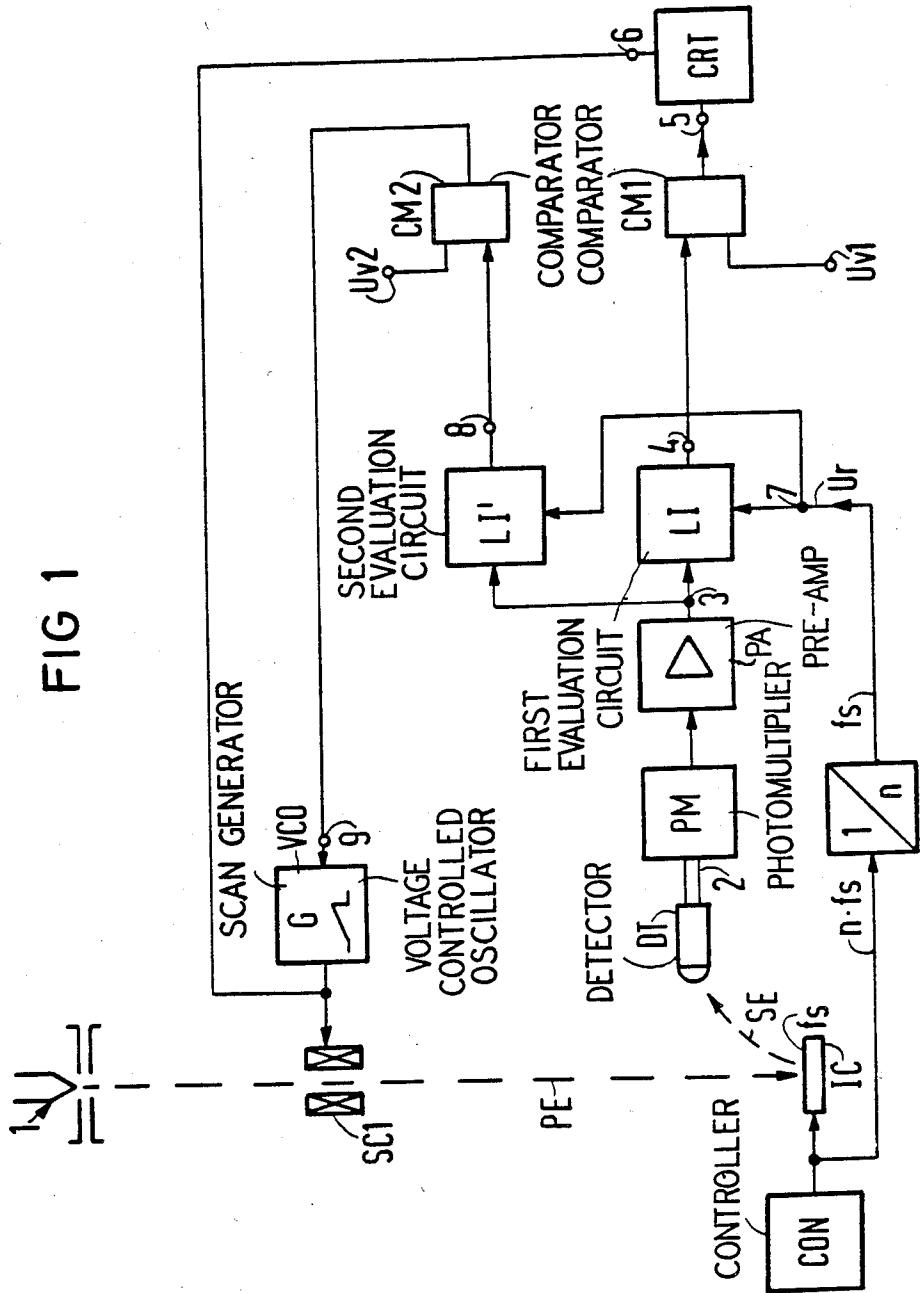 FIG 1
1
SCAN GENERATOR
VCO
G
9
VOLTAGE
CONTROLLED
OSCILLATOR
SC1
PE
SE
fs
IC
CONTROLLER
CON
n·fs
1
n
fs
DETECTOR
DT
2
PM
PHOTOMULTIPLIER
PA
PRE-AMP
3
FIRST
EVALUATION
CIRCUIT
LI
4
7
Ur
SECOND
EVALUATION
CIRCUIT
LI'
8
Uv2
CM2
COMPARATOR
COMPARATOR
CM1
Uv1
5
CRT
6